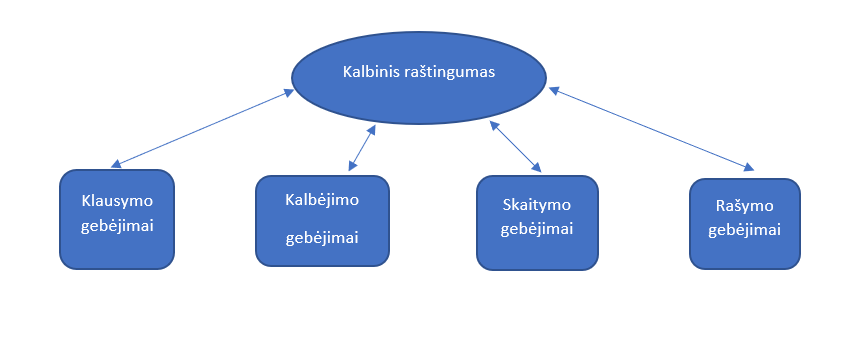 Kalbinis raštingumas
Klausymo
gebėjimai
Kalbėjimo
gebėjimai
Skaitymo
gebėjimai
Rašymo
gebėjimai